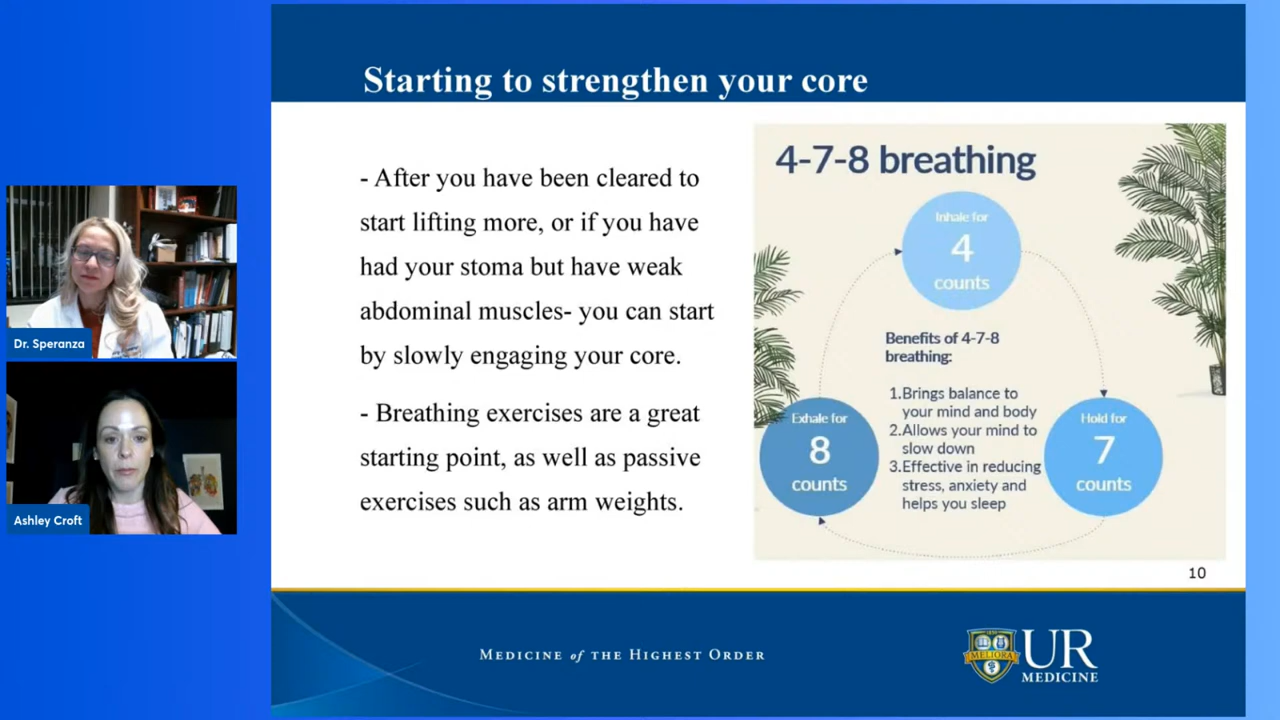 Starting to strengthen your core
- After you have been cleared to
start lifting more, or if you have
had your stoma but have weak
abdominal muscles- you can start
by slowly engaging your core.
- Breathing exercises are a great
starting point, as well as passive
exercises such as arm weights.
4-7-8 breathing
Inhale for
4
counts
Benefits of 4-7-8
breathing:
1.Brings balance to
your mind and body
2.Allows your mind to
slow down
3.Effective in reducing
stress, anxiety and
helps you sleep
Exhale for
8
counts
Hold for
7
counts
10
Dr. Speranza
Ashley Croft
MEDICINE of THE HIGHEST ORDER
MELIORA
UR
MEDICINE